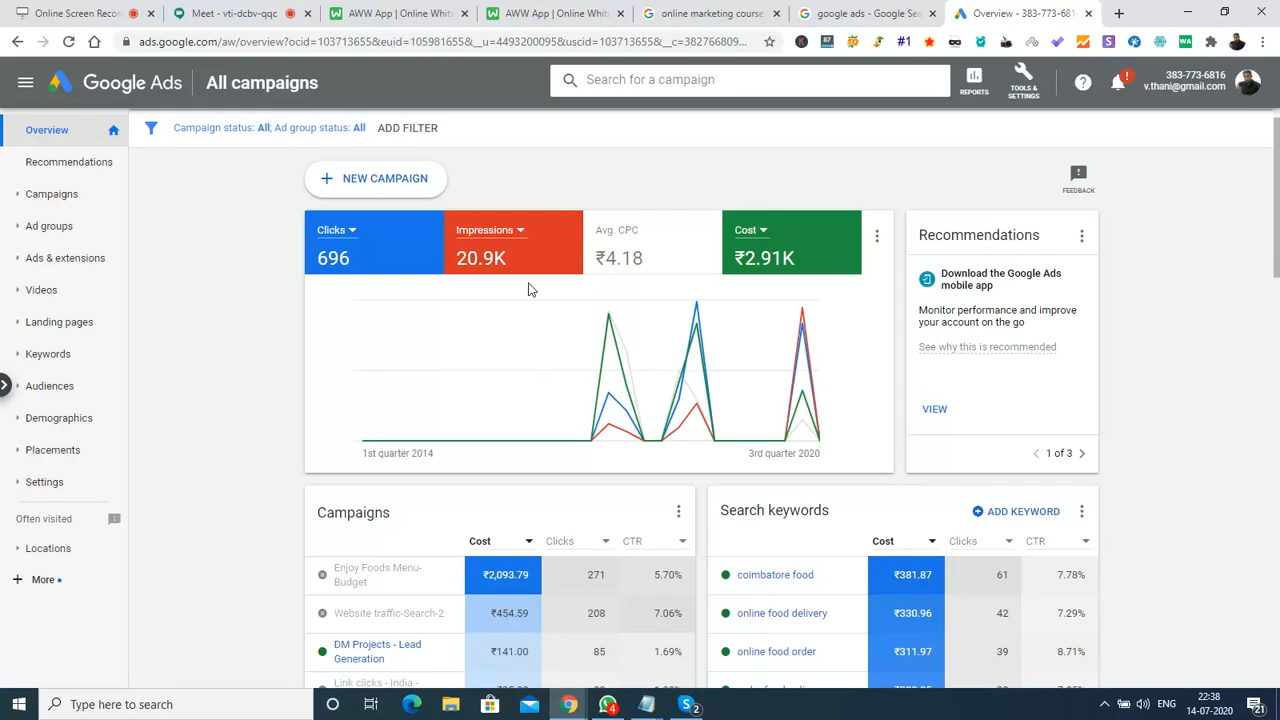 Online Screen Reco
Meet - vti-dcbv-qqc
AWW App | Online Whit
AWW App | Online Whit
online marketing course
google ads - Google Sea
Overview - 383-773-681
ads.google.com/aw/overview?ocid=1037136556&euid=105981655&__u=4493200095&uscid=103713655&__c=382766809...
Google Ads
All campaigns
Search for a campaign
REPORTS
TOOLS &
SETTINGS
383-773-6816
v.thani@gmail.com
Overview
Recommendations
Campaigns
Ad groups
Ads & extensions
Videos
Landing pages
Keywords
Audiences
Demographics
Placements
Settings
Often visited
Locations
More
Campaign status: All; Ad group status: All
ADD FILTER
NEW CAMPAIGN
FEEDBACK
Clicks
696
Impressions
20.9K
Avg. CPC
₹4.18
Cost
₹2.91K
1st quarter 2014
3rd quarter 2020
Recommendations
Download the Google Ads
mobile app
Monitor performance and improve
your account on the go
See why this is recommended
VIEW
1 of 3
Campaigns
Cost Clicks CTR
Enjoy Foods Menu-
Budget
₹2,093.79 271 5.70%
Website traffic-Search-2 ₹454.59 208 7.06%
DM Projects - Lead
Generation
₹141.00 85 1.69%
Link clicks - India -
Search keywords
ADD KEYWORD
Cost Clicks CTR
coimbatore food ₹381.87 61 7.78%
online food delivery ₹330.96 42 7.29%
online food order ₹311.97 39 8.71%
Type here to search
4
2
ENG
22:38
14-07-2020
21